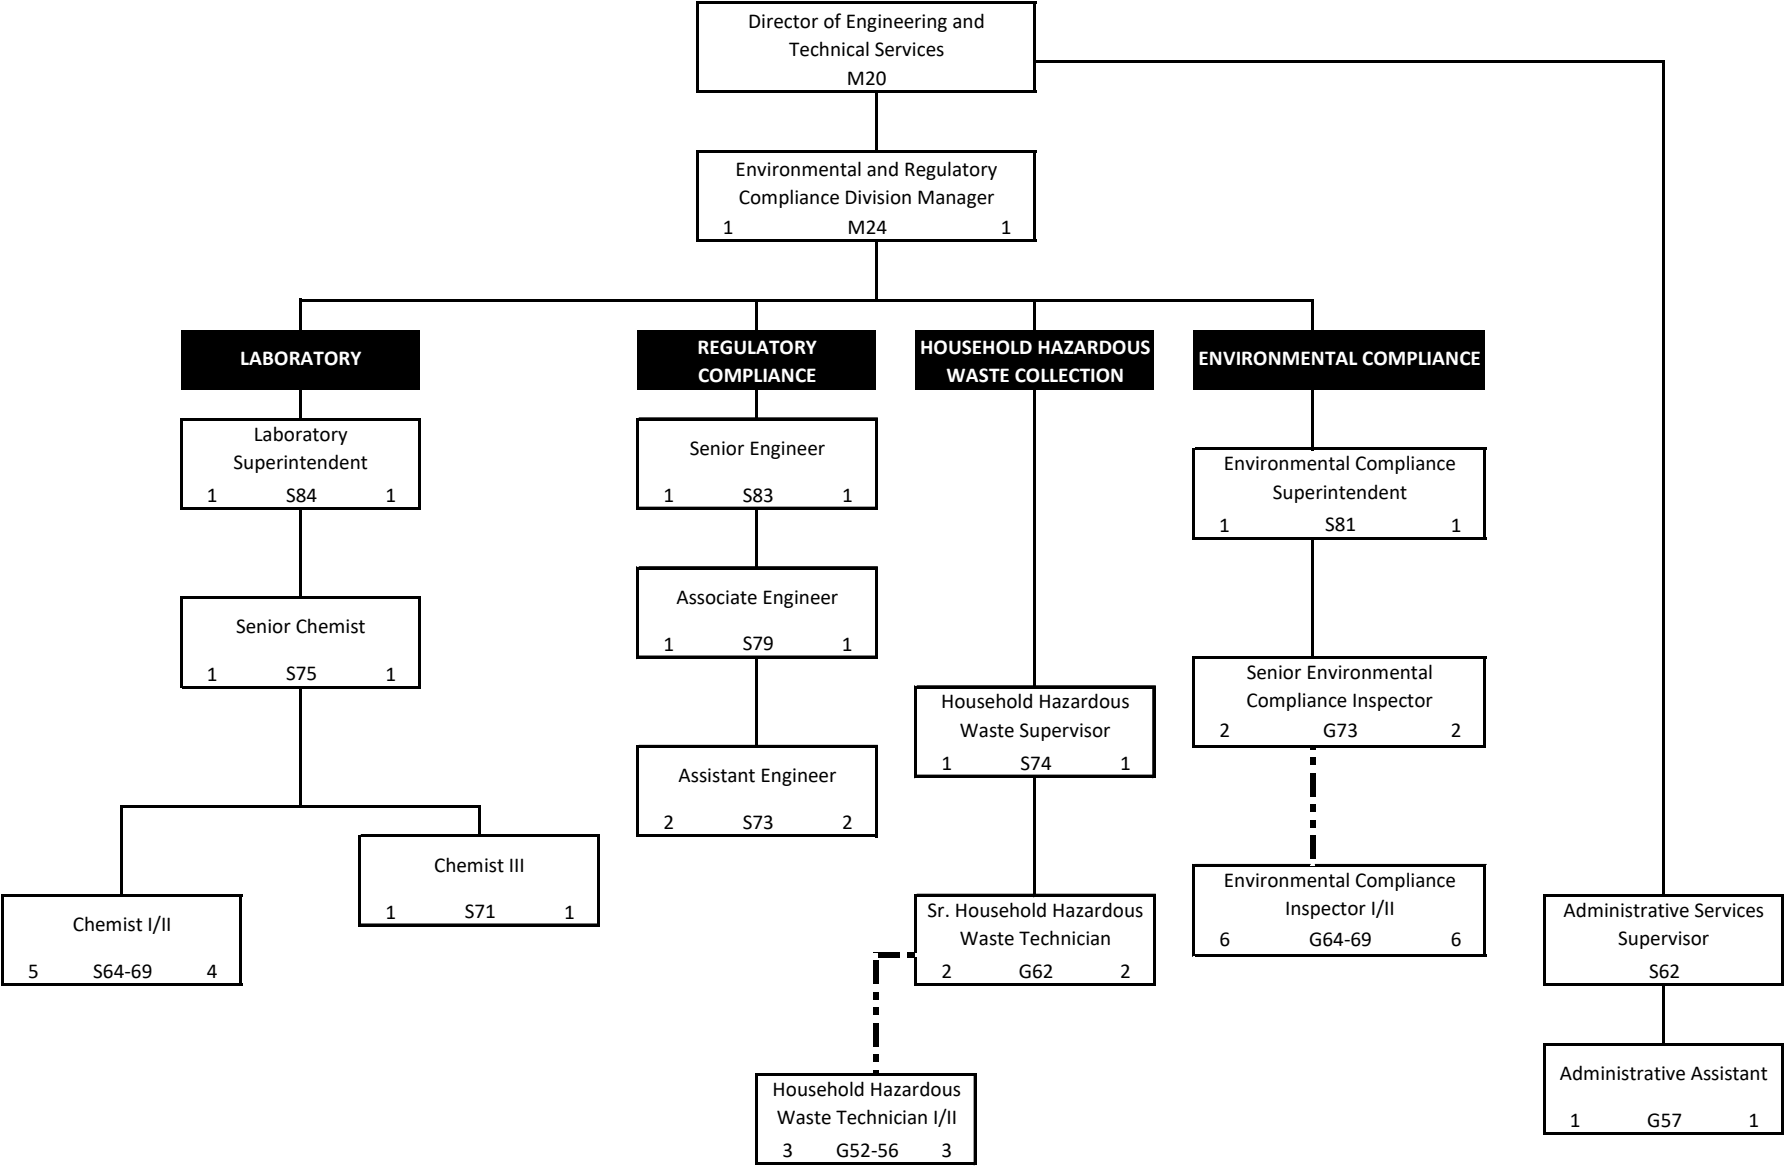 Director of Engineering and
Technical Services
M20
Environmental and Regulatory
Compliance Division Manager
1 M24 1
LABORATORY
REGULATORY
COMPLIANCE
HOUSEHOLD HAZARDOUS
WASTE COLLECTION
ENVIRONMENTAL COMPLIANCE
Laboratory
Superintendent
1 S84 1
Senior Engineer
1 S83 1
Environmental Compliance
Superintendent
1 S81 1
Senior Chemist
1 S75 1
Associate Engineer
1 S79 1
Household Hazardous
Waste Supervisor
1 S74 1
Senior Environmental
Compliance Inspector
2 G73 2
Assistant Engineer
2 S73 2
Chemist III
1 S71 1
Chemist I/II
5 S64-69 4
Sr. Household Hazardous
Waste Technician
2 G62 2
Environmental Compliance
Inspector I/II
6 G64-69 6
Administrative Services
Supervisor
S62
Household Hazardous
Waste Technician I/II
3 G52-56 3
Administrative Assistant
1 G57 1